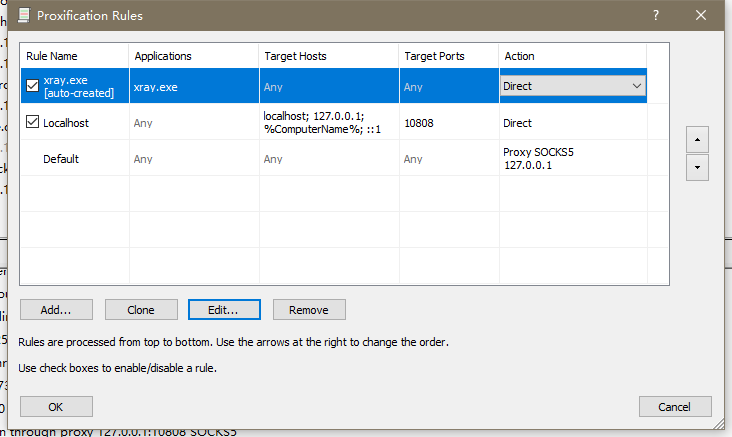 Proxification Rules
Rule Name Applications Target Hosts Target Ports Action
xray.exe
[auto-created] xray.exe Any Any Direct
Localhost Any localhost; 127.0.0.1;
%ComputerName%; ::1 10808 Direct
Default Any Any Any Proxy SOCKS5
127.0.0.1
Add... Clone Edit... Remove
Rules are processed from top to bottom. Use the arrows at the right to change the order.
Use check boxes to enable/disable a rule.
OK Cancel
through proxy 127.0.0.1:10808 SOCKS5